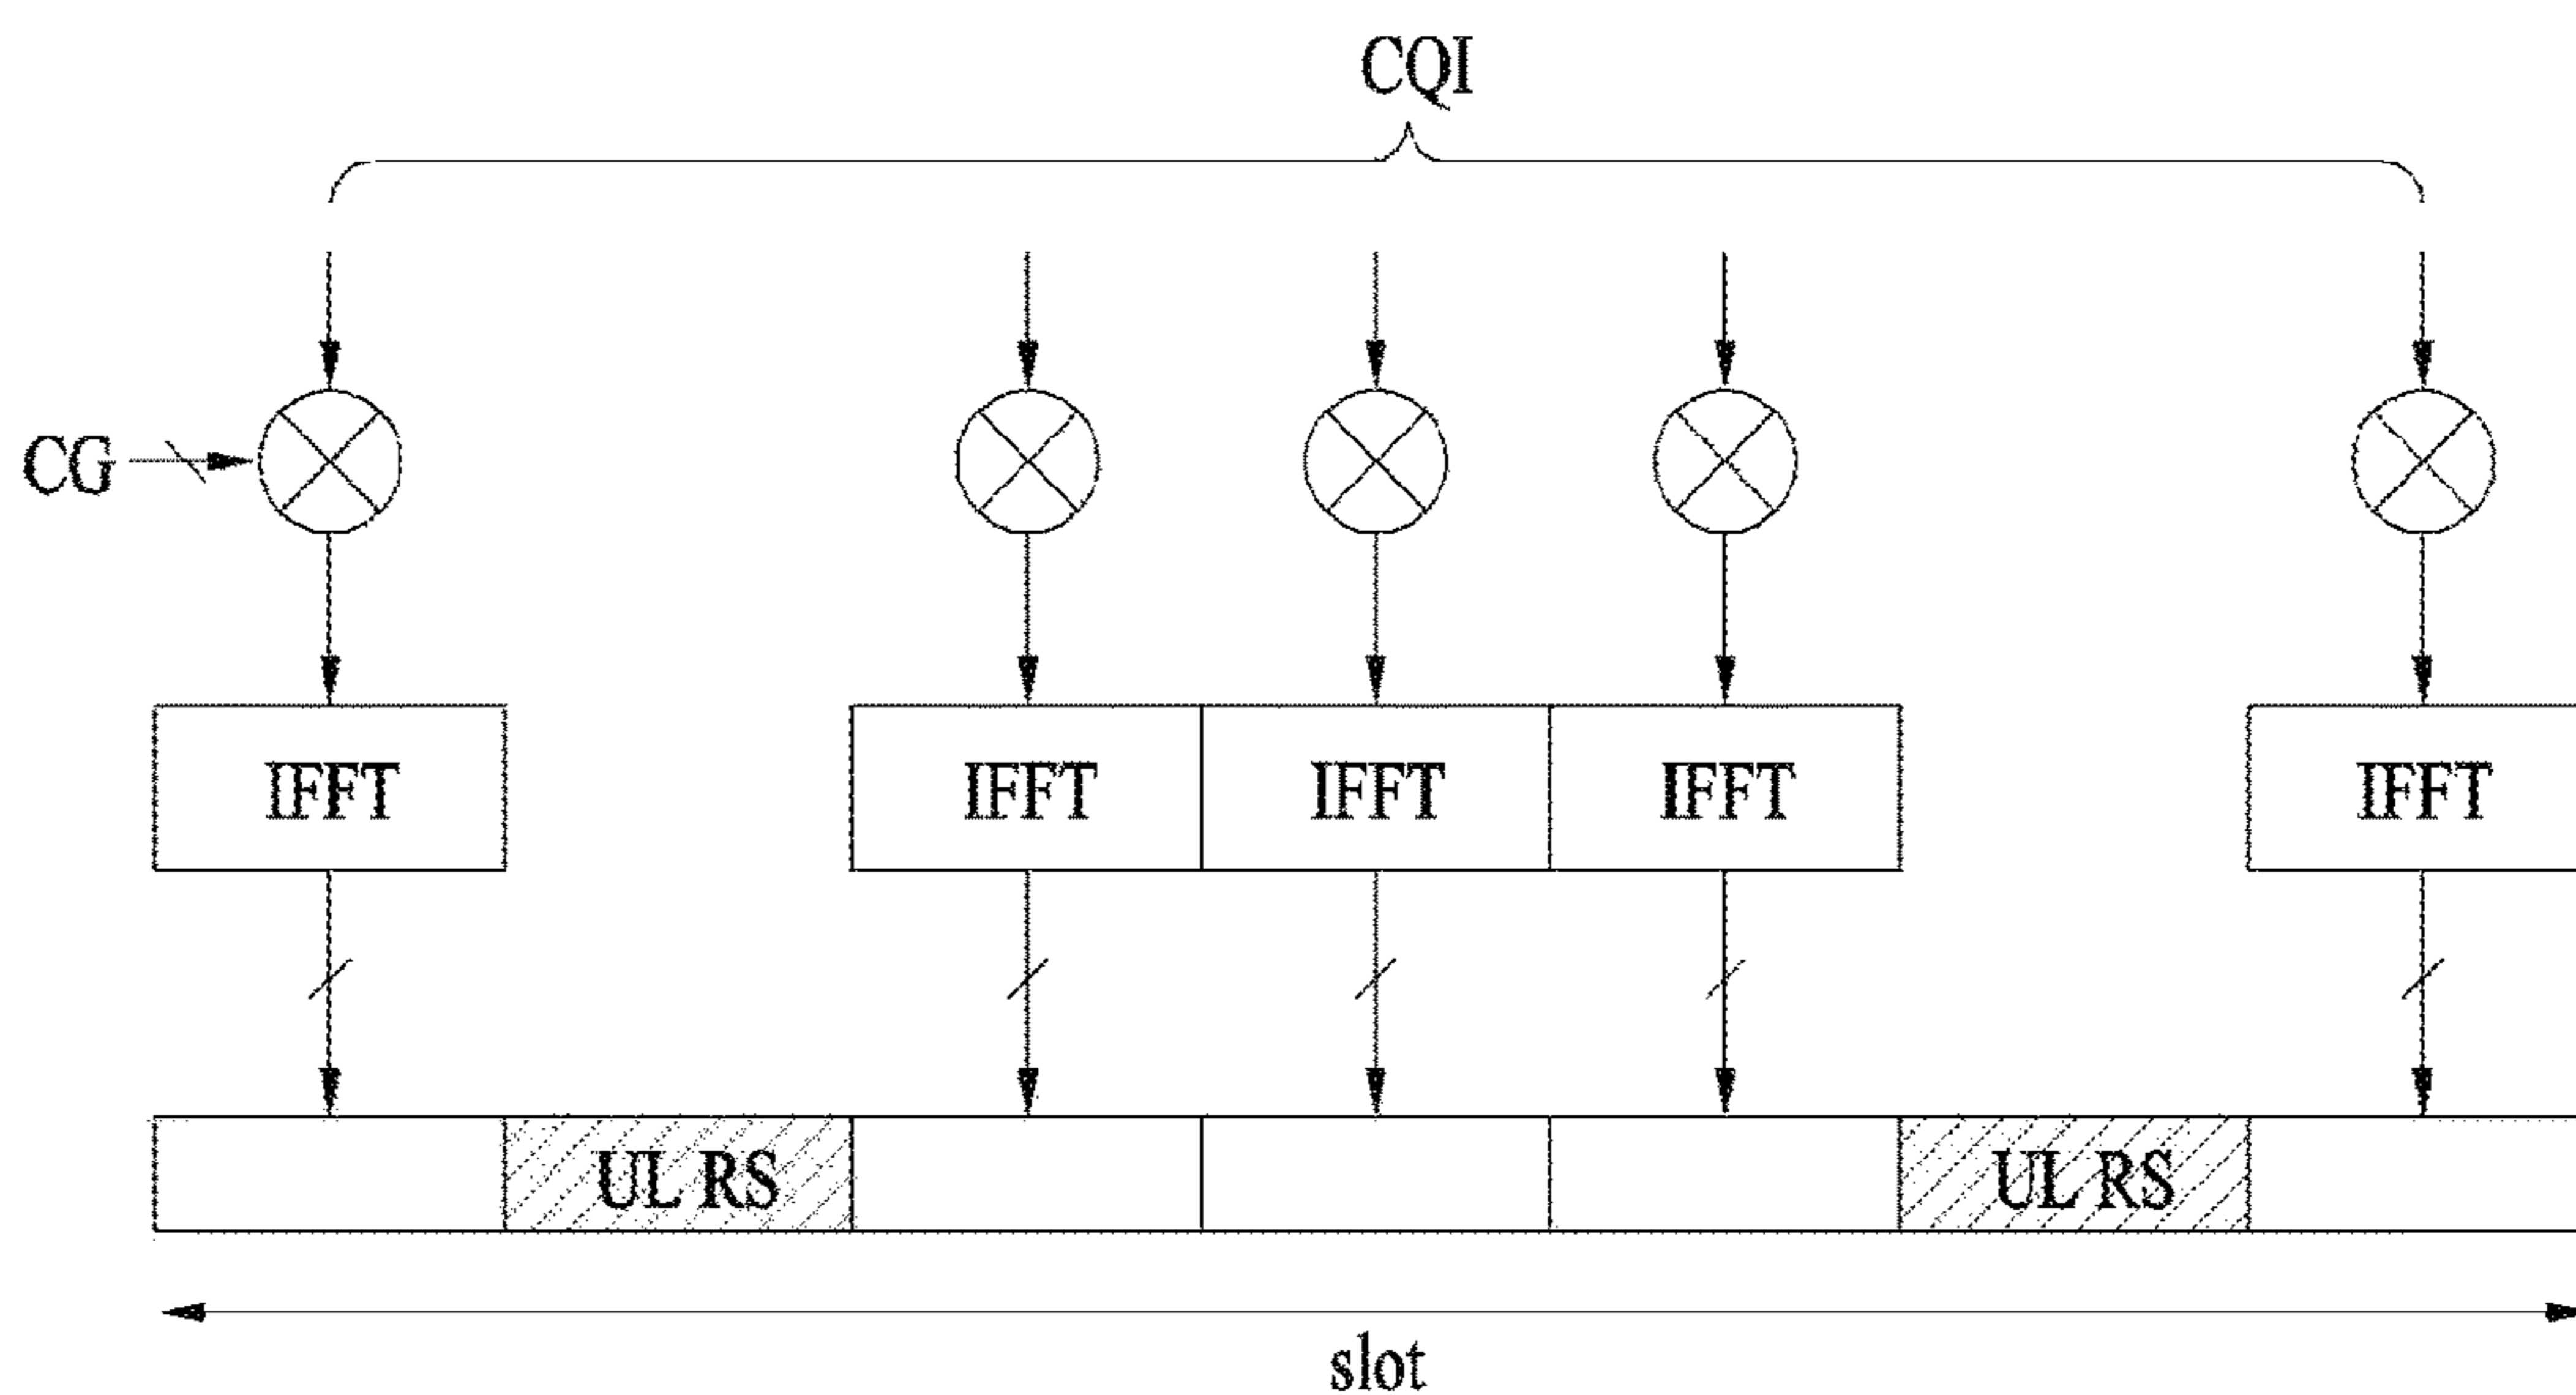 CQI
CG
IFFT IFFT IFFT IFFT IFFT
UL RS UL RS
slot